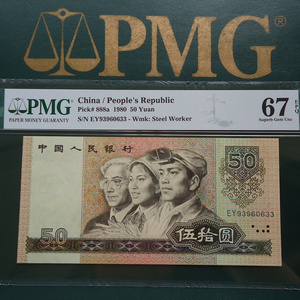 PMG
PMG
PAPER MONEY GUARANTY
China / People's Republic
Pick# 888a 1980 50 Yuan
S/N EY93960633 - Wmk: Steel Worker
67 EPQ
Superb Gem Unc
中国人民银行
50
EY93960633
50
伍拾圆